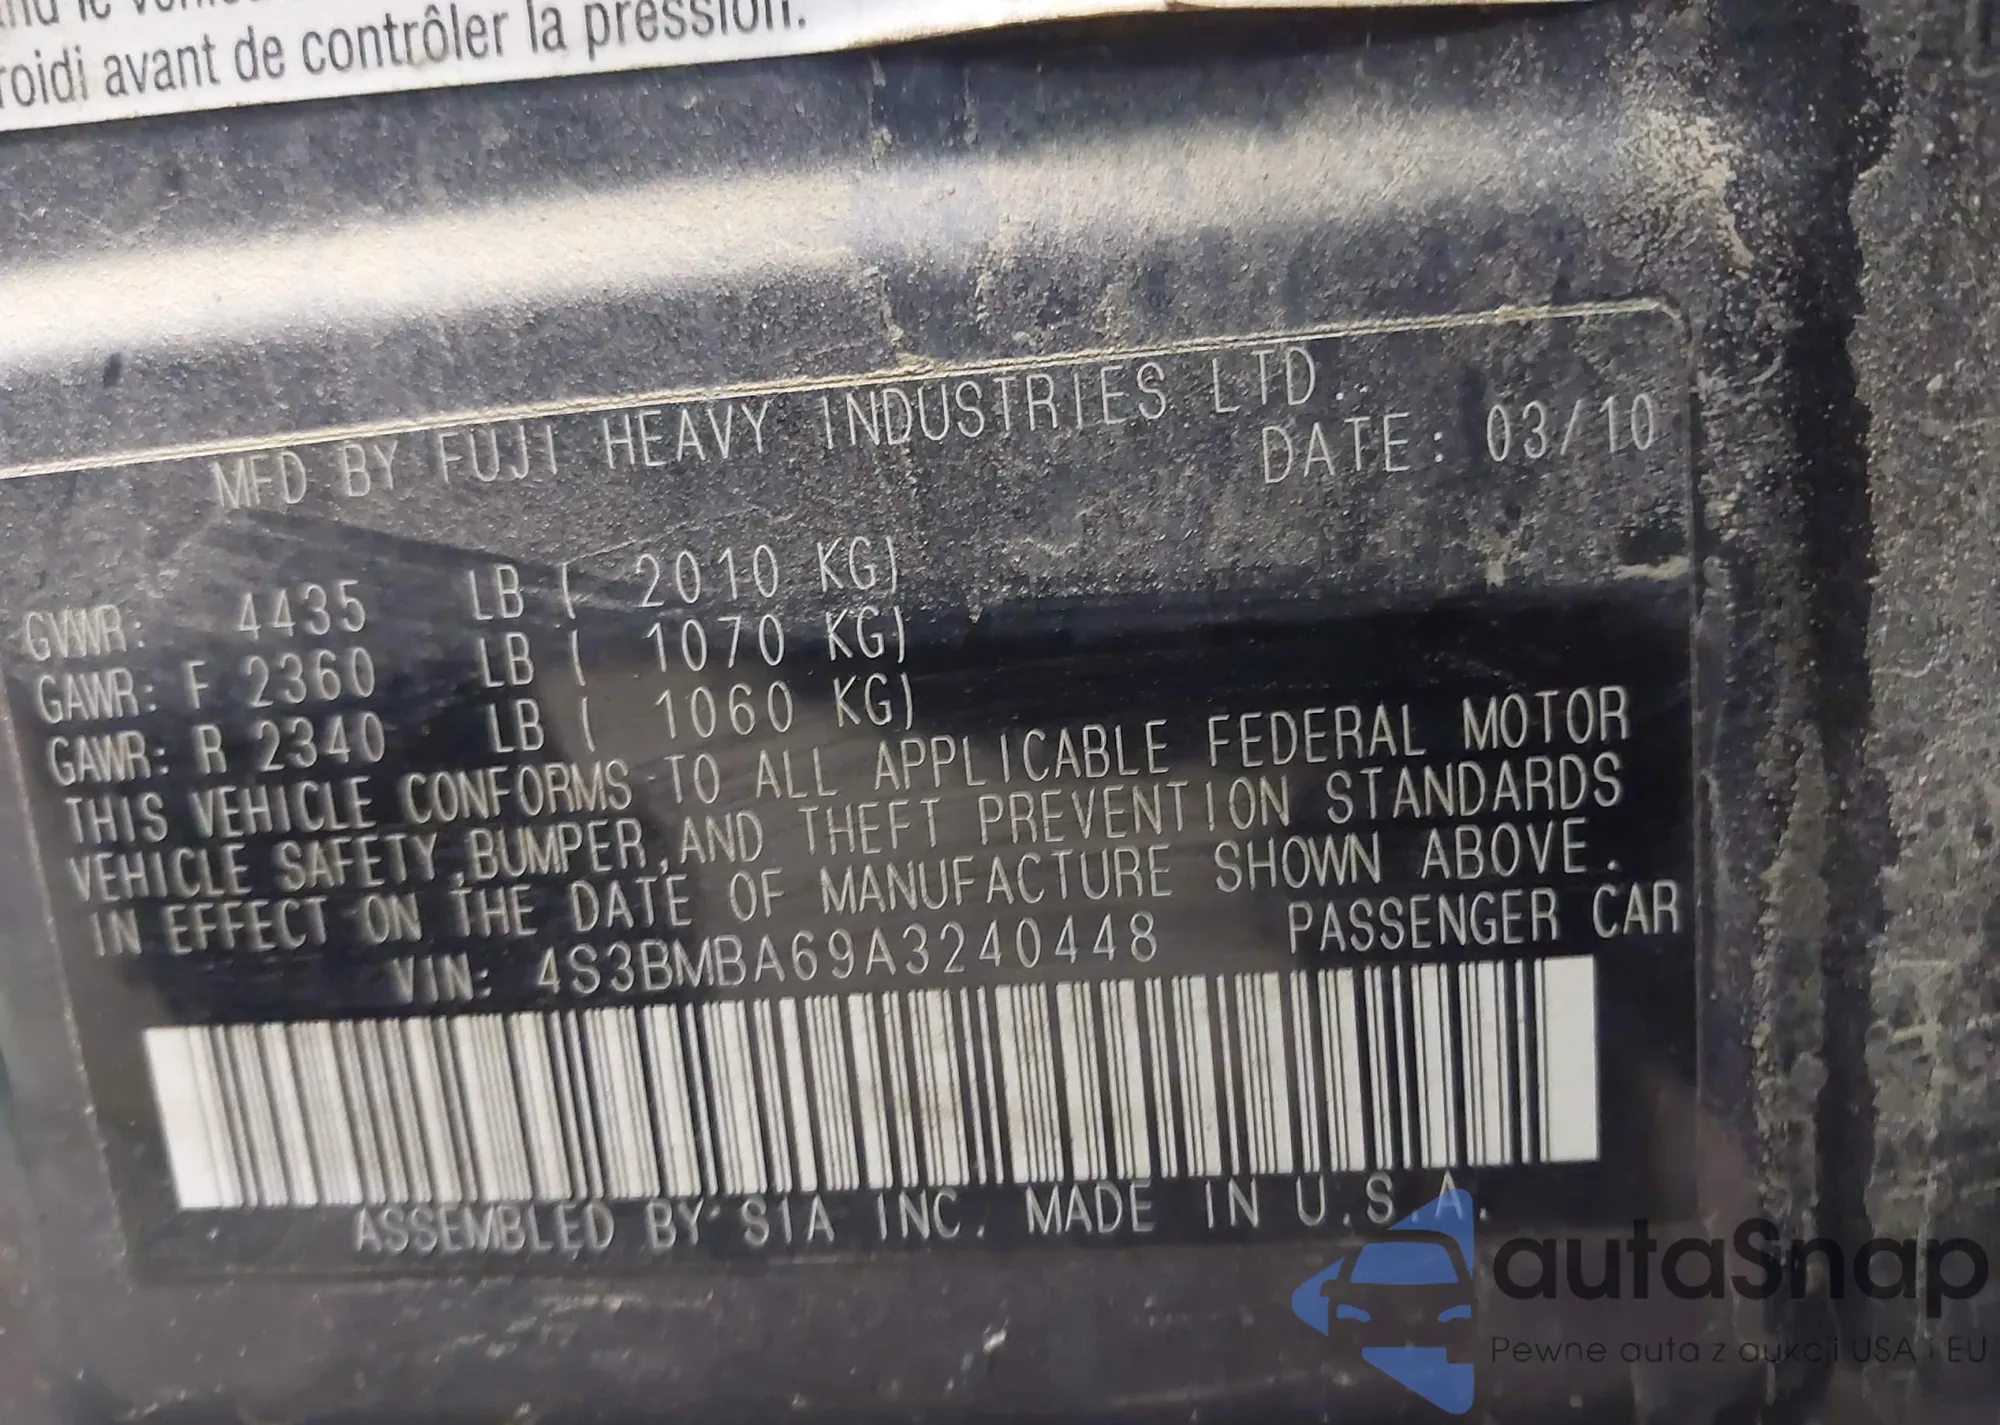 roidi avant de contrôler la pression.
MFD BY FUJI HEAVY INDUSTRIES LTD.
DATE: 03/10
GVWR: 4435 LB ( 2010 KG)
GAWR: F 2360 LB ( 1070 KG)
GAWR: R 2340 LB ( 1060 KG)
THIS VEHICLE CONFORMS TO ALL APPLICABLE FEDERAL MOTOR
VEHICLE SAFETY,BUMPER,AND THEFT PREVENTION STANDARDS
IN EFFECT ON THE DATE OF MANUFACTURE SHOWN ABOVE.
VIN: 4S3BMBA69A3240448 PASSENGER CAR
ASSEMBLED BY SIA INC. MADE IN U.S.A.
autaSnap
Pewne auta z aukcji USA i EU